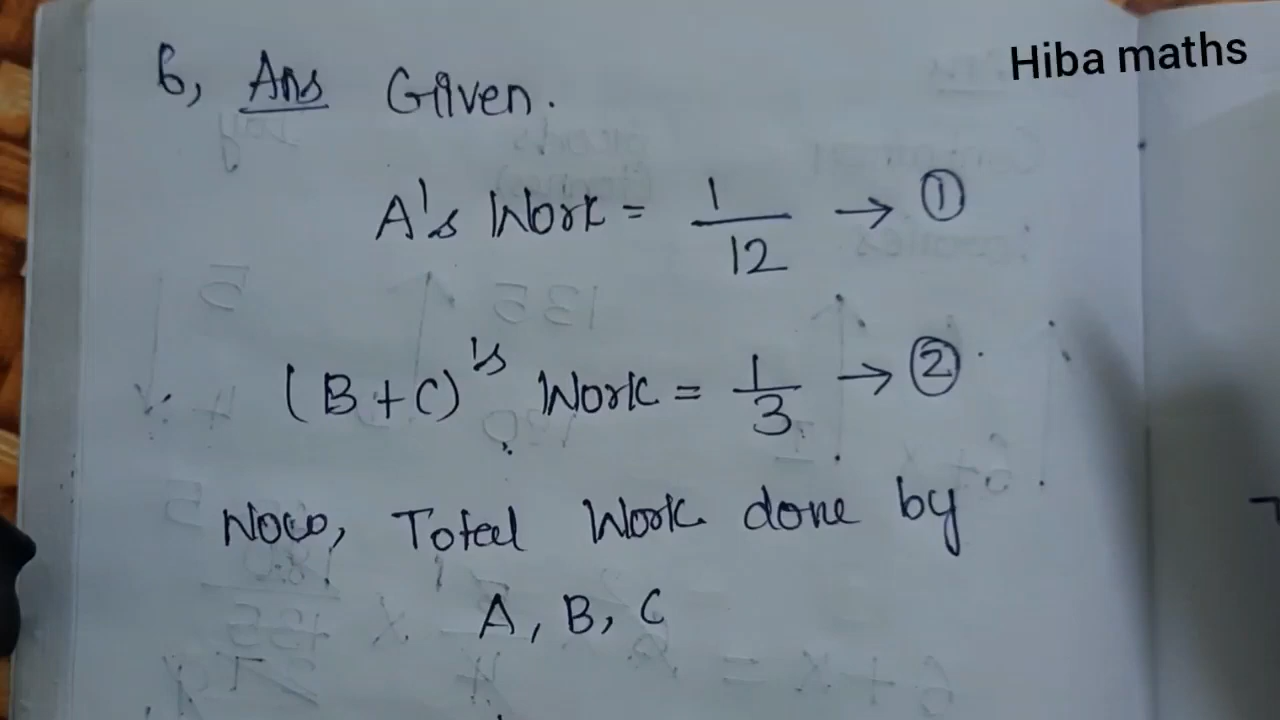 Hiba maths
6, Ans Given.
A's Work = 1/12 → ①
(B+C)'s Work = 1/3 → ②
Now, Total Work done by
A, B, C